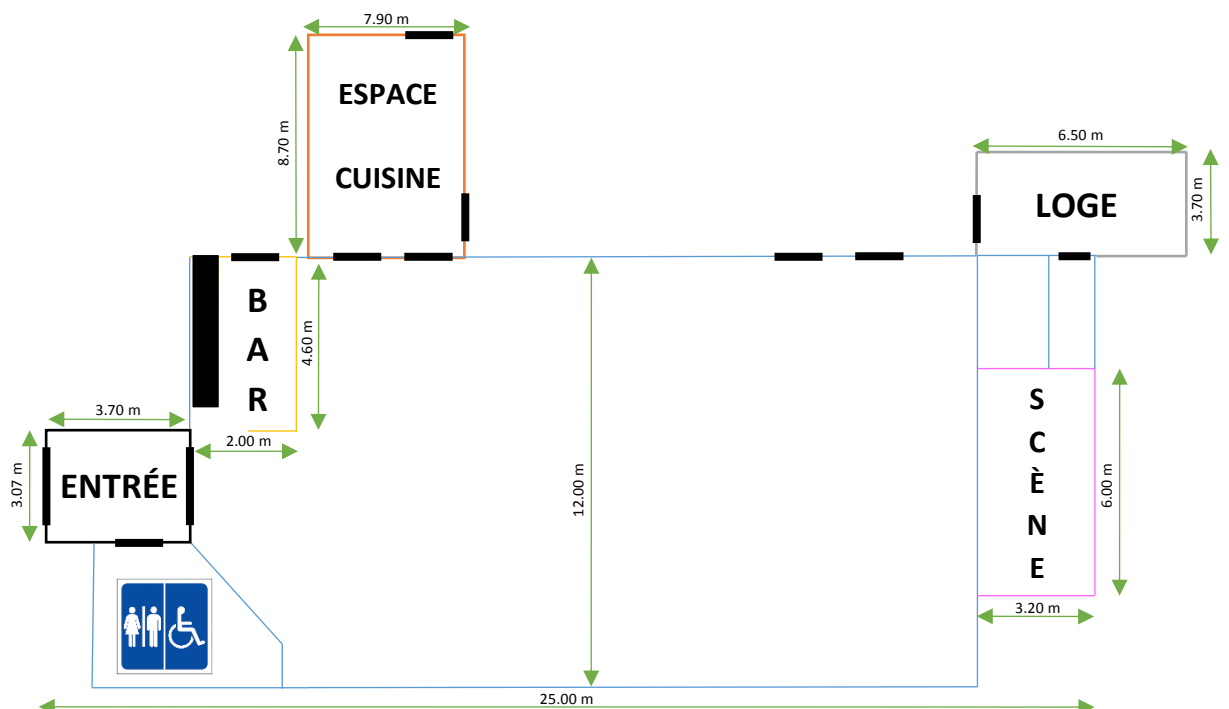 7.90 m
ESPACE
CUISINE
8.70 m
6.50 m
LOGE
3.70 m
B
A
R
4.60 m
2.00 m
3.70 m
3.07 m
ENTRÉE
12.00 m
S
C
È
N
E
6.00 m
3.20 m
25.00 m